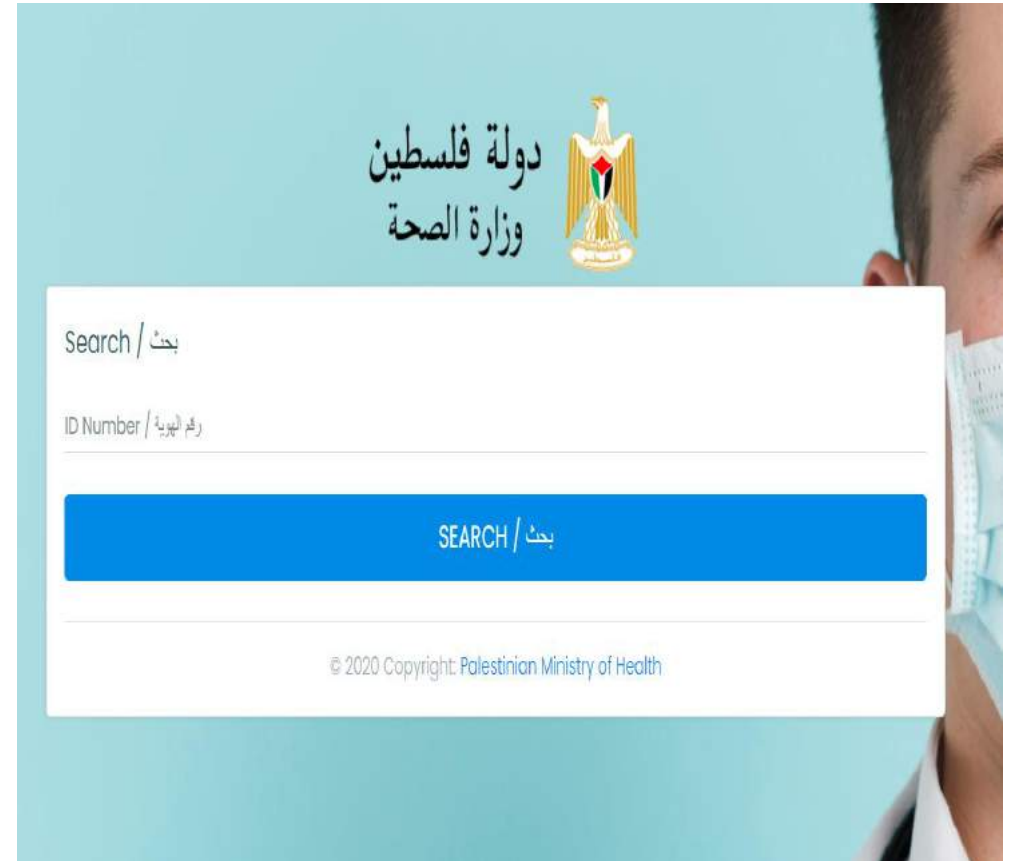 دولة فلسطين
وزارة الصحة
Search / بحث
ID Number / رقم الهوية
SEARCH / بحث
© 2020 Copyright: Palestinian Ministry of Health